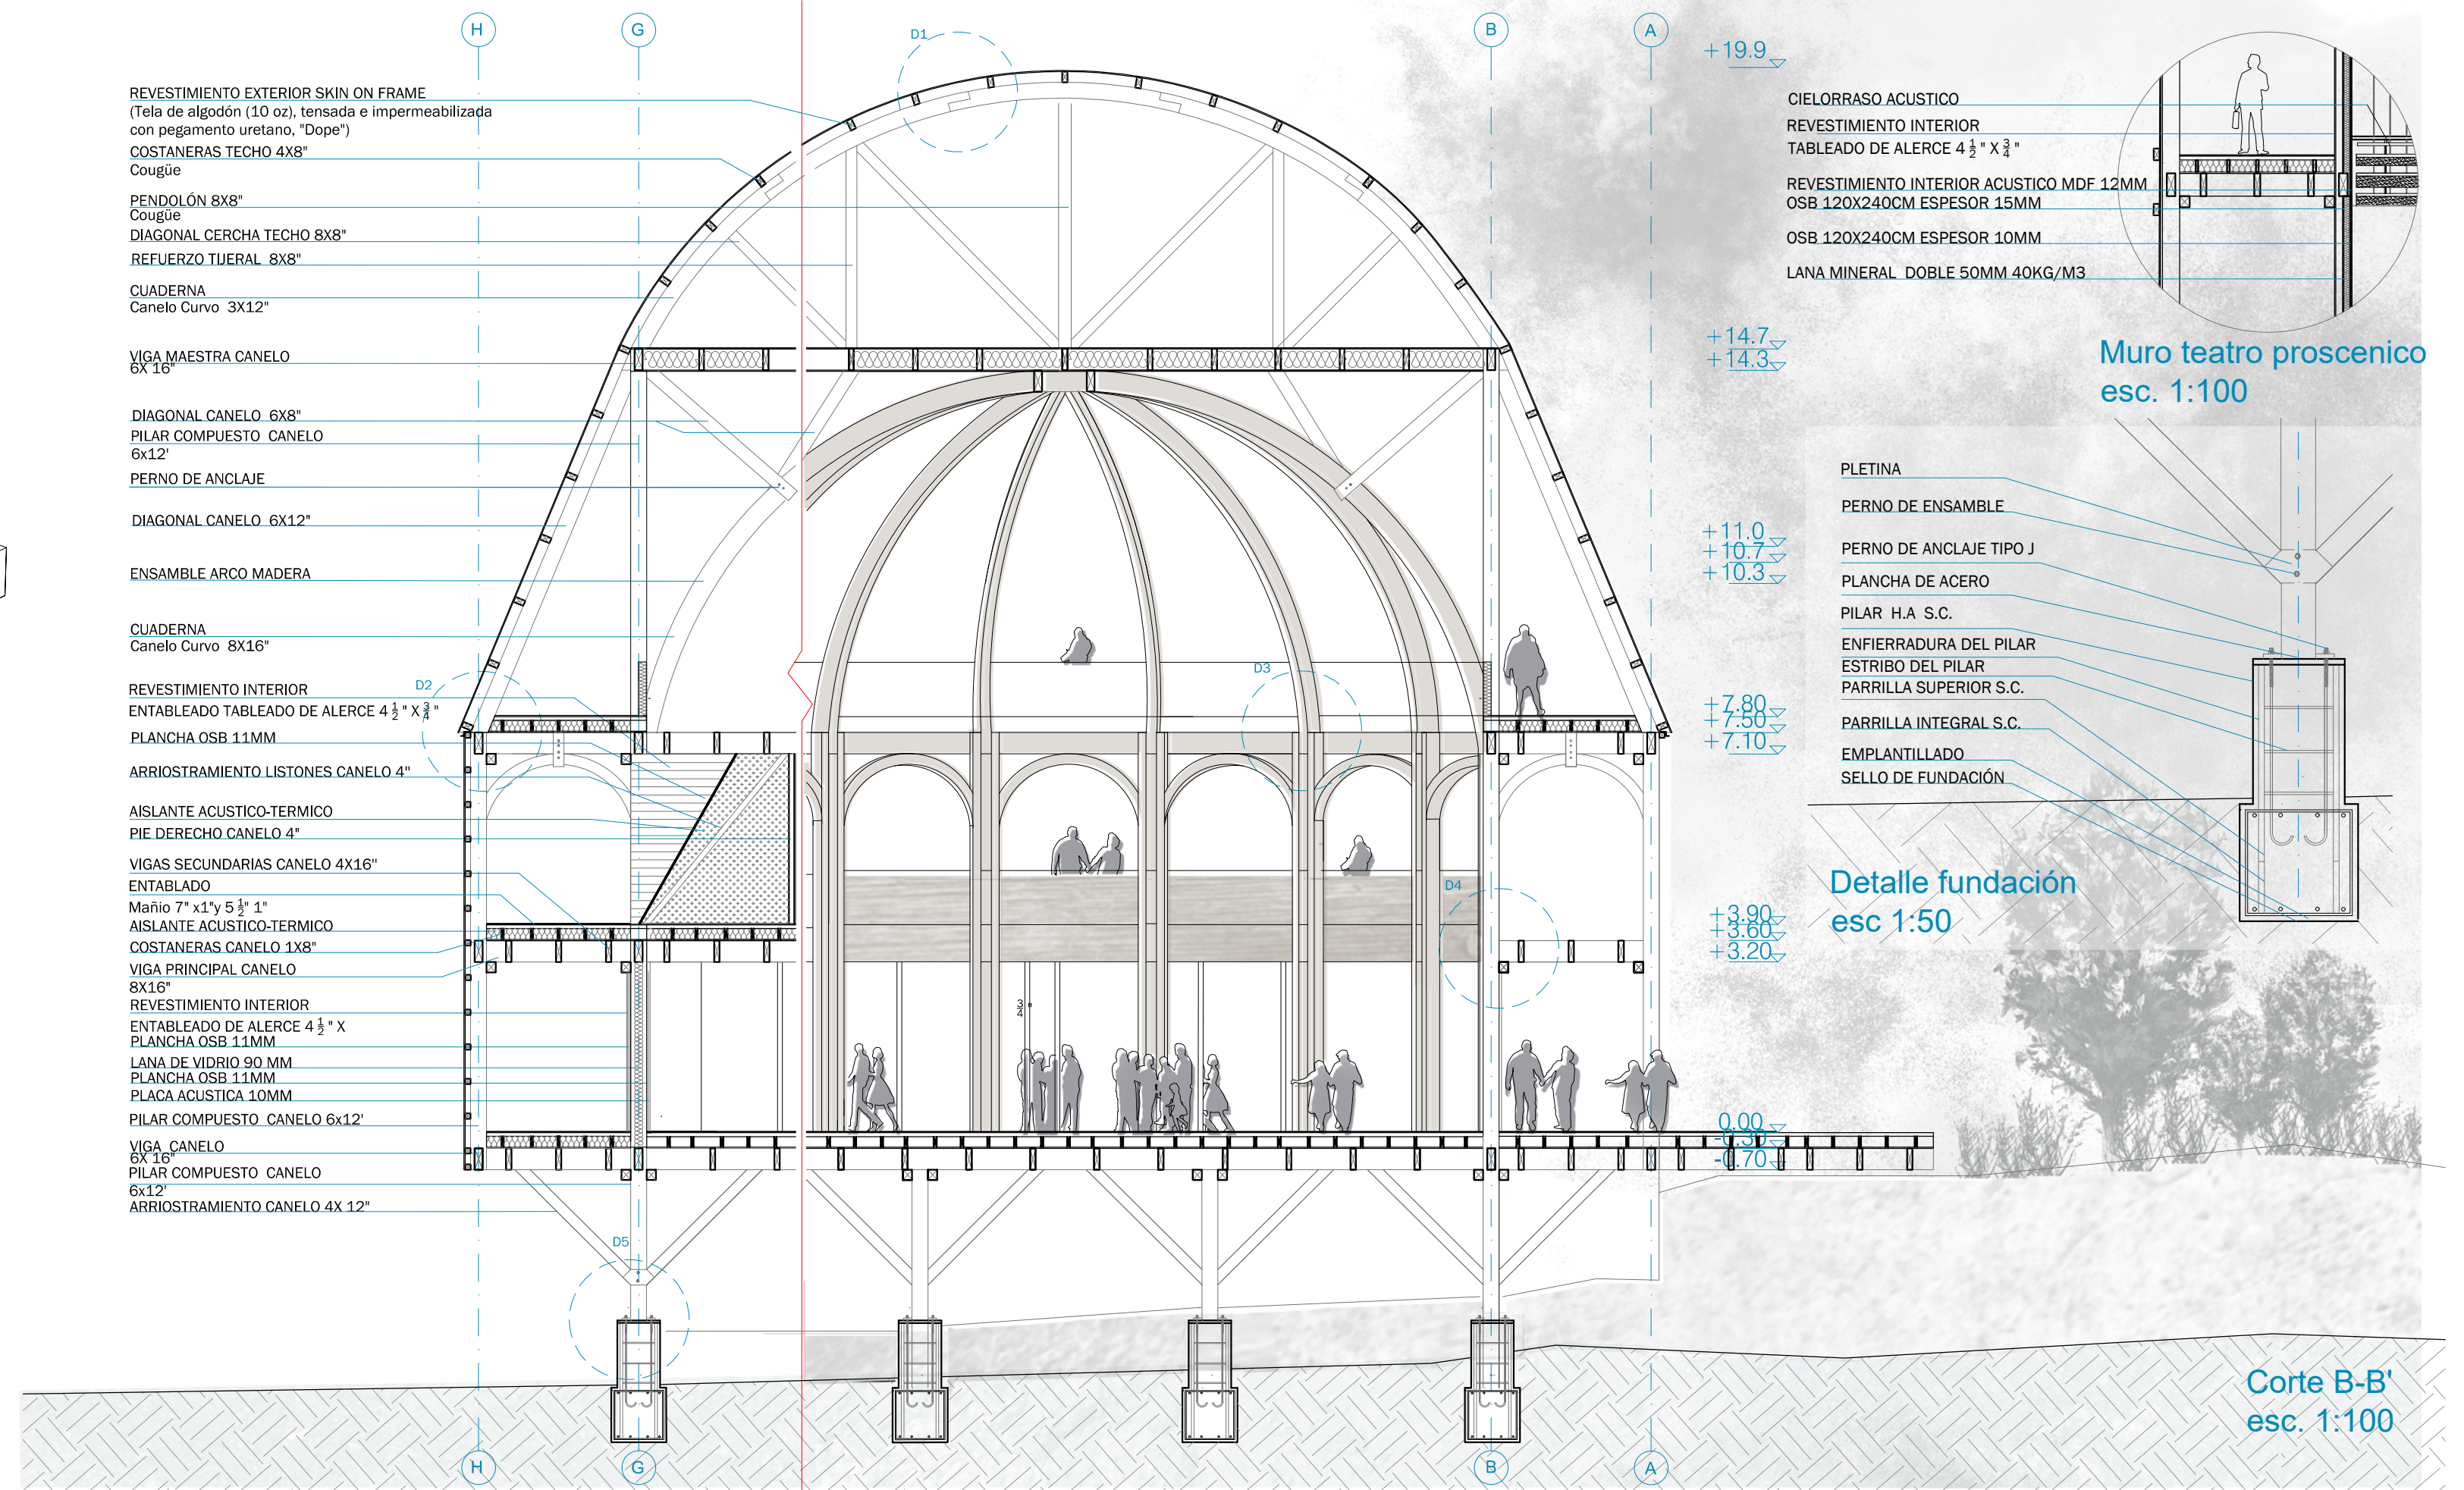 H
G
B
A
D1
REVESTIMIENTO EXTERIOR SKIN ON FRAME
(Tela de algodón (10 oz), tensada e impermeabilizada
con pegamento uretano, "Dope")
COSTANERAS TECHO 4X8"
Cougüe
PENDOLÓN 8X8"
Cougüe
DIAGONAL CERCHA TECHO 8X8"
REFUERZO TIJERAL 8X8"
CUADERNA
Canelo Curvo 3X12"
VIGA MAESTRA CANELO
6X 16"
DIAGONAL CANELO 6X8"
PILAR COMPUESTO CANELO
6x12'
PERNO DE ANCLAJE
DIAGONAL CANELO 6X12"
ENSAMBLE ARCO MADERA
CUADERNA
Canelo Curvo 8X16"
D2
REVESTIMIENTO INTERIOR
ENTABLEADO TABLEADO DE ALERCE 4 1/2 " X 3/4 "
PLANCHA OSB 11MM
ARRIOSTRAMIENTO LISTONES CANELO 4"
AISLANTE ACUSTICO-TERMICO
PIE DERECHO CANELO 4"
VIGAS SECUNDARIAS CANELO 4X16"
ENTABLADO
Mañio 7" x1"y 5 1/2" 1"
AISLANTE ACUSTICO-TERMICO
COSTANERAS CANELO 1X8"
VIGA PRINCIPAL CANELO
8X16"
REVESTIMIENTO INTERIOR
ENTABLEADO DE ALERCE 4 1/2 " X
PLANCHA OSB 11MM
LANA DE VIDRIO 90 MM
PLANCHA OSB 11MM
PLACA ACUSTICA 10MM
PILAR COMPUESTO CANELO 6x12'
VIGA CANELO
6X 16"
PILAR COMPUESTO CANELO
6x12'
ARRIOSTRAMIENTO CANELO 4X 12"
D3
D4
3/4 "
D5
+19.9
+14.7
+14.3
+11.0
+10.7
+10.3
+7.80
+7.50
+7.10
+3.90
+3.60
+3.20
0.00
-0.30
-0.70
CIELORRASO ACUSTICO
REVESTIMIENTO INTERIOR
TABLEADO DE ALERCE 4 1/2 " X 3/4 "
REVESTIMIENTO INTERIOR ACUSTICO MDF 12MM
OSB 120X240CM ESPESOR 15MM
OSB 120X240CM ESPESOR 10MM
LANA MINERAL DOBLE 50MM 40KG/M3
Muro teatro proscenico
esc. 1:100
PLETINA
PERNO DE ENSAMBLE
PERNO DE ANCLAJE TIPO J
PLANCHA DE ACERO
PILAR H.A S.C.
ENFIERRADURA DEL PILAR
ESTRIBO DEL PILAR
PARRILLA SUPERIOR S.C.
PARRILLA INTEGRAL S.C.
EMPLANTILLADO
SELLO DE FUNDACIÓN
Detalle fundación
esc 1:50
Corte B-B'
esc. 1:100
H
G
B
A